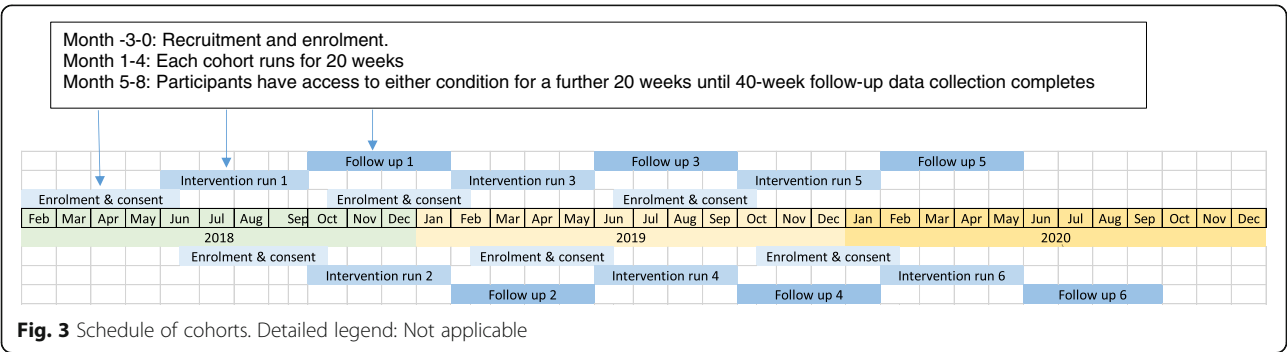 Month -3-0: Recruitment and enrolment.
Month 1-4: Each cohort runs for 20 weeks
Month 5-8: Participants have access to either condition for a further 20 weeks until 40-week follow-up data collection completes
Follow up 1 Follow up 3 Follow up 5
Intervention run 1 Intervention run 3 Intervention run 5
Enrolment & consent Enrolment & consent Enrolment & consent
Feb Mar Apr May Jun Jul Aug Sep Oct Nov Dec Jan Feb Mar Apr May Jun Jul Aug Sep Oct Nov Dec Jan Feb Mar Apr May Jun Jul Aug Sep Oct Nov Dec
2018 2019 2020
Enrolment & consent Enrolment & consent Enrolment & consent
Intervention run 2 Intervention run 4 Intervention run 6
Follow up 2 Follow up 4 Follow up 6
Fig. 3 Schedule of cohorts. Detailed legend: Not applicable